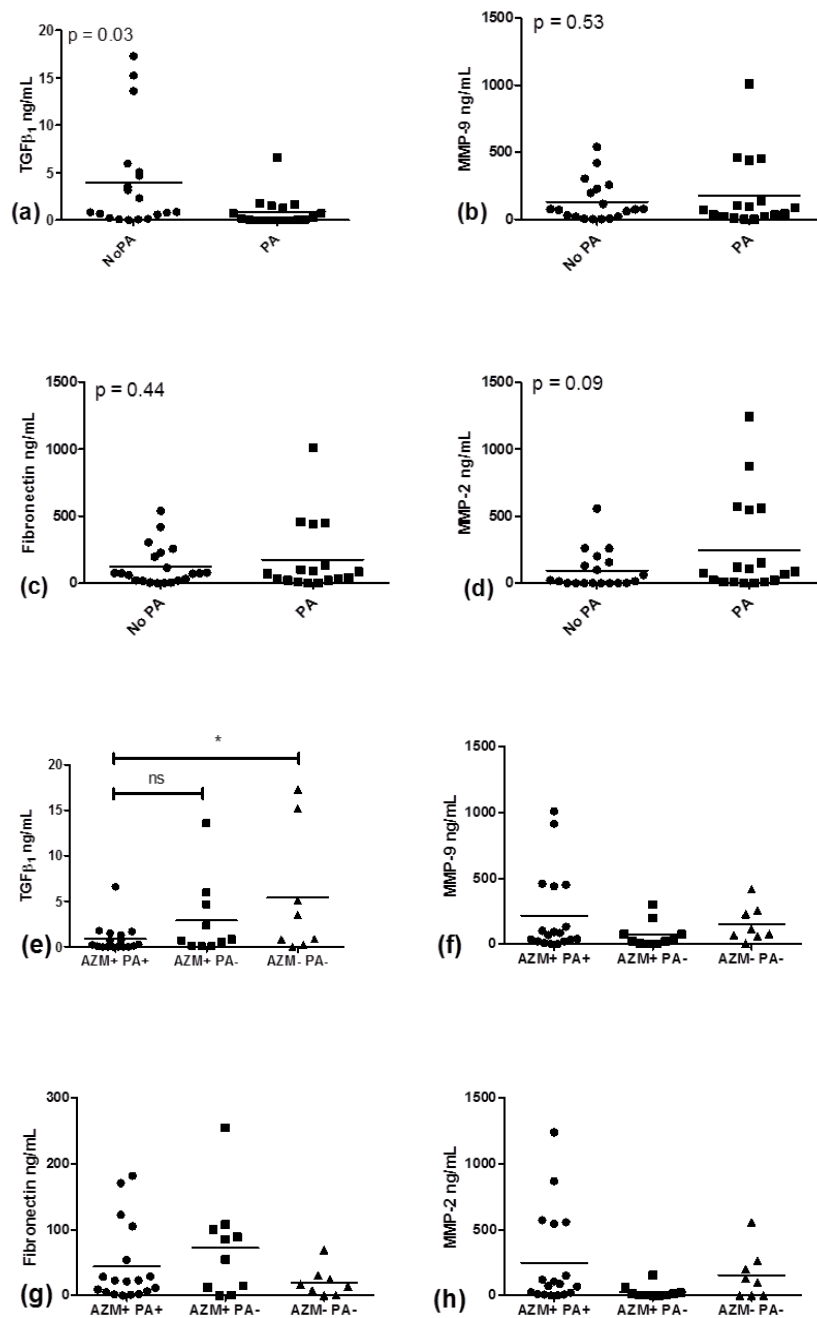 p = 0.03
20
15
10
5
0
TGFβ1 ng/mL
(a)
NoPA
PA
p = 0.53
1500
1000
500
0
MMP-9 ng/mL
(b)
No PA
PA
p = 0.44
1500
1000
500
0
Fibronectin ng/mL
(c)
No PA
PA
p = 0.09
1500
1000
500
0
MMP-2 ng/mL
(d)
No PA
PA
*
ns
20
15
10
5
0
TGFβ1 ng/mL
(e)
AZM+ PA+ AZM+ PA- AZM- PA-
1500
1000
500
0
MMP-9 ng/mL
(f)
AZM+ PA+ AZM+ PA- AZM- PA-
300
200
100
0
Fibronectin ng/mL
(g)
AZM+ PA+ AZM+ PA- AZM- PA-
1500
1000
500
0
MMP-2 ng/mL
(h)
AZM+ PA+ AZM+ PA- AZM- PA-